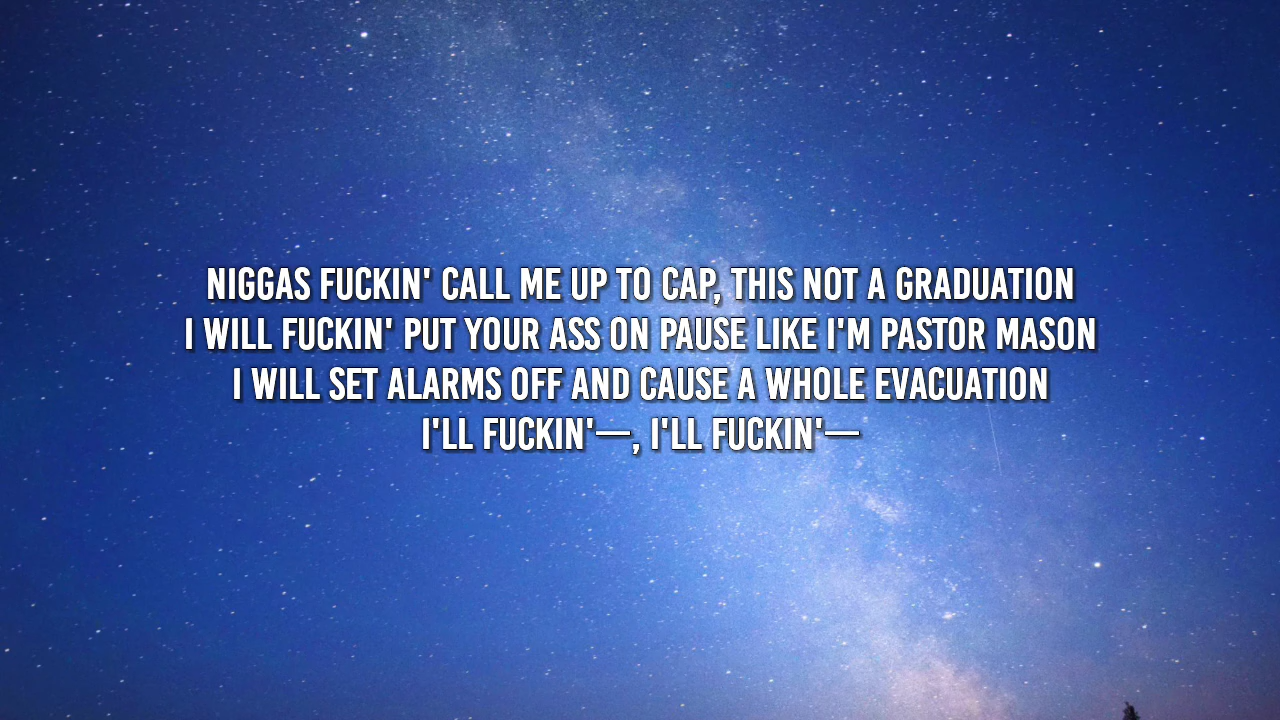 NIGGAS FUCKIN' CALL ME UP TO CAP, THIS NOT A GRADUATION
I WILL FUCKIN' PUT YOUR ASS ON PAUSE LIKE I'M PASTOR MASON
I WILL SET ALARMS OFF AND CAUSE A WHOLE EVACUATION
I'LL FUCKIN'—, I'LL FUCKIN'—